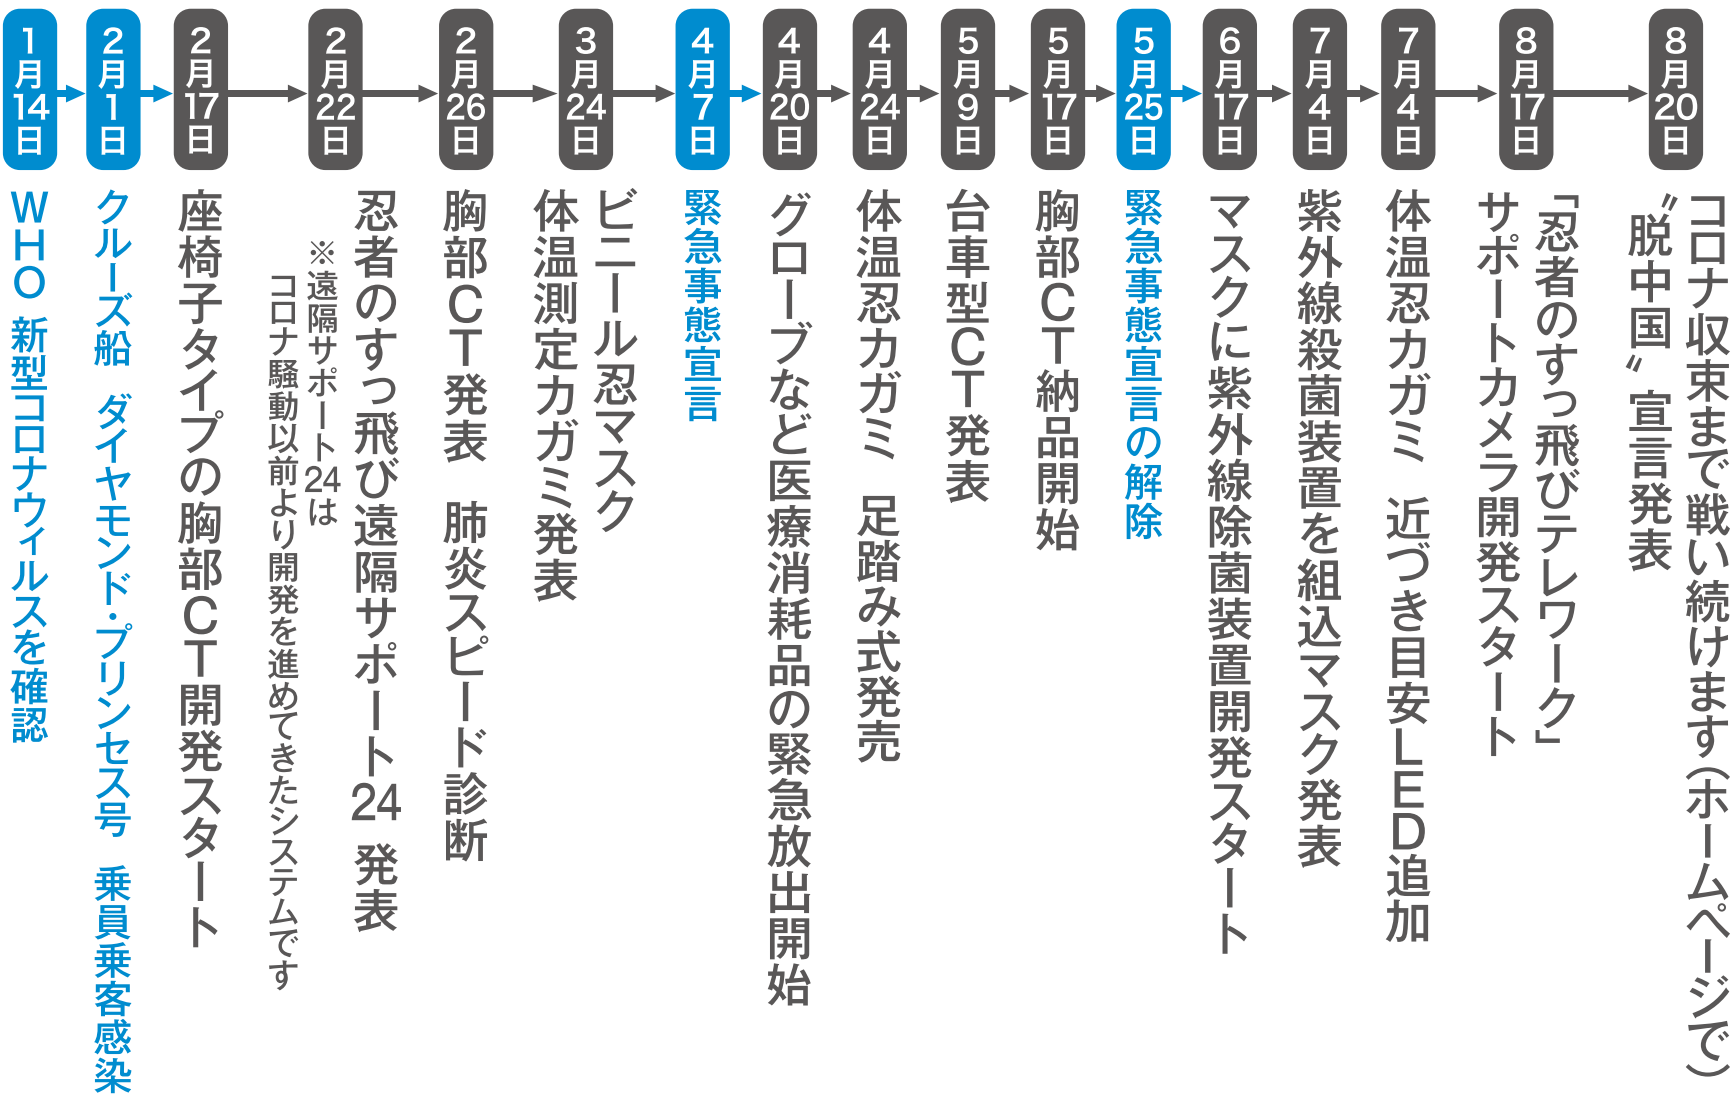 1月14日
WHO 新型コロナウィルスを確認
2月1日
クルーズ船　ダイヤモンド・プリンセス号　乗員乗客感染
2月17日
座椅子タイプの胸部CT開発スタート
2月22日
忍者のすっ飛び遠隔サポート24 発表
※遠隔サポート24は
コロナ騒動以前より開発を進めてきたシステムです
2月26日
胸部CT発表　肺炎スピード診断
3月24日
ビニール忍マスク
体温測定カガミ発表
4月7日
緊急事態宣言
4月20日
グローブなど医療消耗品の緊急放出開始
4月24日
体温忍カガミ　足踏み式発売
5月9日
台車型CT発表
5月17日
胸部CT納品開始
5月25日
緊急事態宣言の解除
6月17日
マスクに紫外線除菌装置開発スタート
7月4日
紫外線殺菌装置を組込マスク発表
7月4日
体温忍カガミ　近づき目安LED追加
8月17日
「忍者のすっ飛びテレワーク」
サポートカメラ開発スタート
8月20日
コロナ収束まで戦い続けます（ホームページで）
〝脱中国〟宣言発表